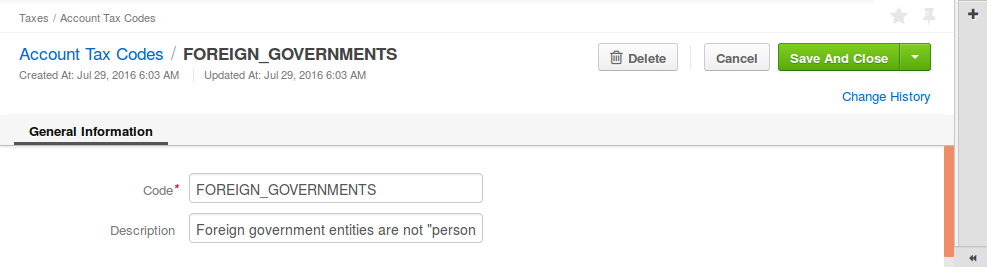 Taxes / Account Tax Codes
Account Tax Codes / FOREIGN_GOVERNMENTS
Delete
Cancel
Save And Close
Created At: Jul 29, 2016 6:03 AM Updated At: Jul 29, 2016 6:03 AM
Change History
General Information
Code* FOREIGN_GOVERNMENTS
Description Foreign government entities are not "person